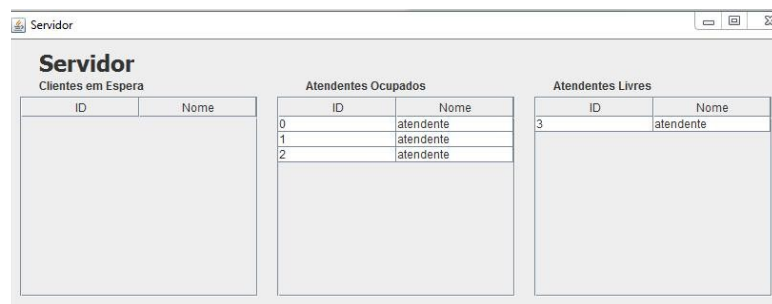 Servidor
Servidor
Clientes em Espera
ID Nome
Atendentes Ocupados
ID Nome
0 atendente
1 atendente
2 atendente
Atendentes Livres
ID Nome
3 atendente